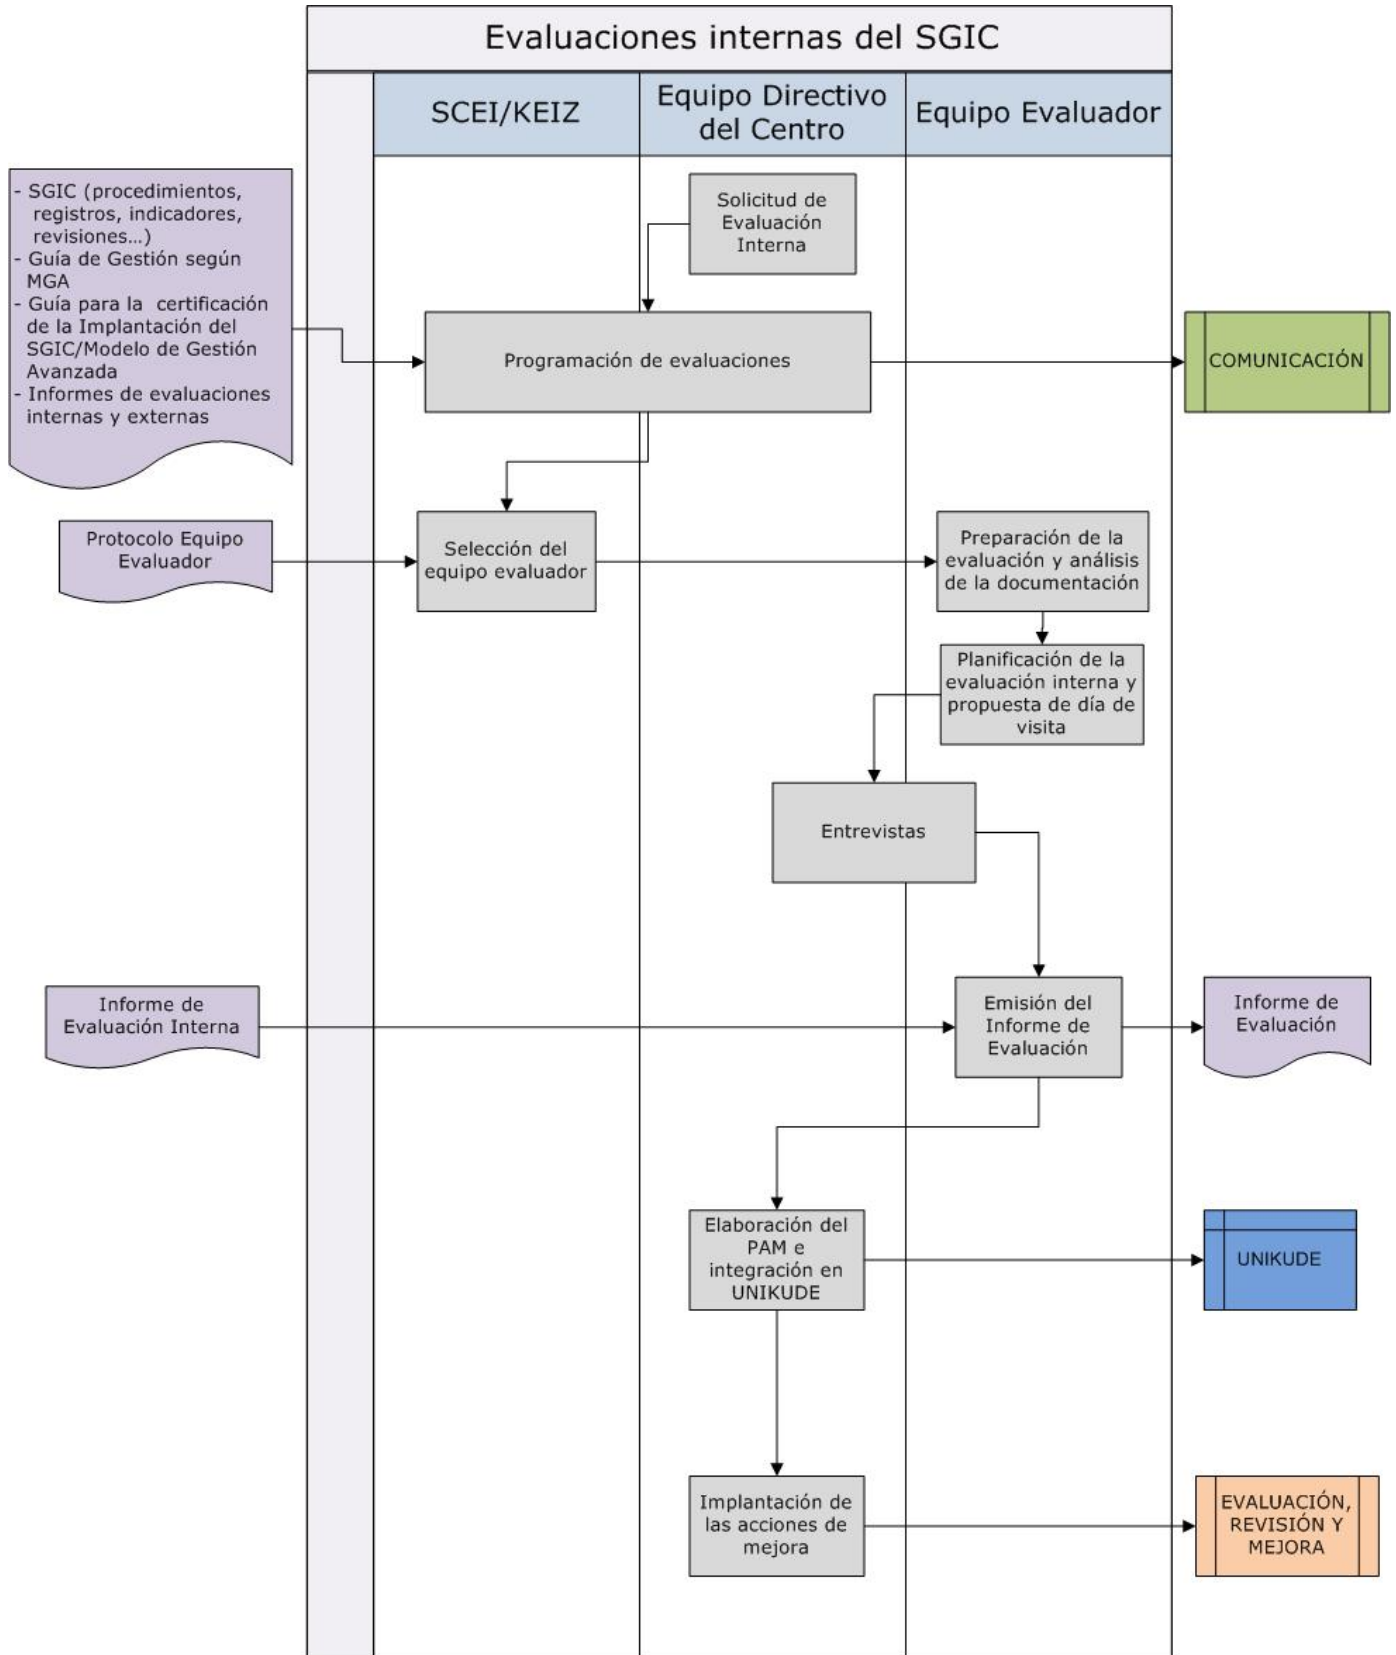 Evaluaciones internas del SGIC
SCEI/KEIZ
Equipo Directivo
del Centro
Equipo Evaluador
- SGIC (procedimientos,
registros, indicadores,
revisiones...)
- Guía de Gestión según
MGA
- Guía para la certificación
de la Implantación del
SGIC/Modelo de Gestión
Avanzada
- Informes de evaluaciones
internas y externas
Solicitud de
Evaluación
Interna
Programación de evaluaciones
COMUNICACIÓN
Protocolo Equipo
Evaluador
Selección del
equipo evaluador
Preparación de la
evaluación y análisis
de la documentación
Planificación de la
evaluación interna y
propuesta de día de
visita
Entrevistas
Informe de
Evaluación Interna
Emisión del
Informe de
Evaluación
Informe de
Evaluación
Elaboración del
PAM e
integración en
UNIKUDE
UNIKUDE
Implantación de
las acciones de
mejora
EVALUACIÓN,
REVISIÓN Y
MEJORA